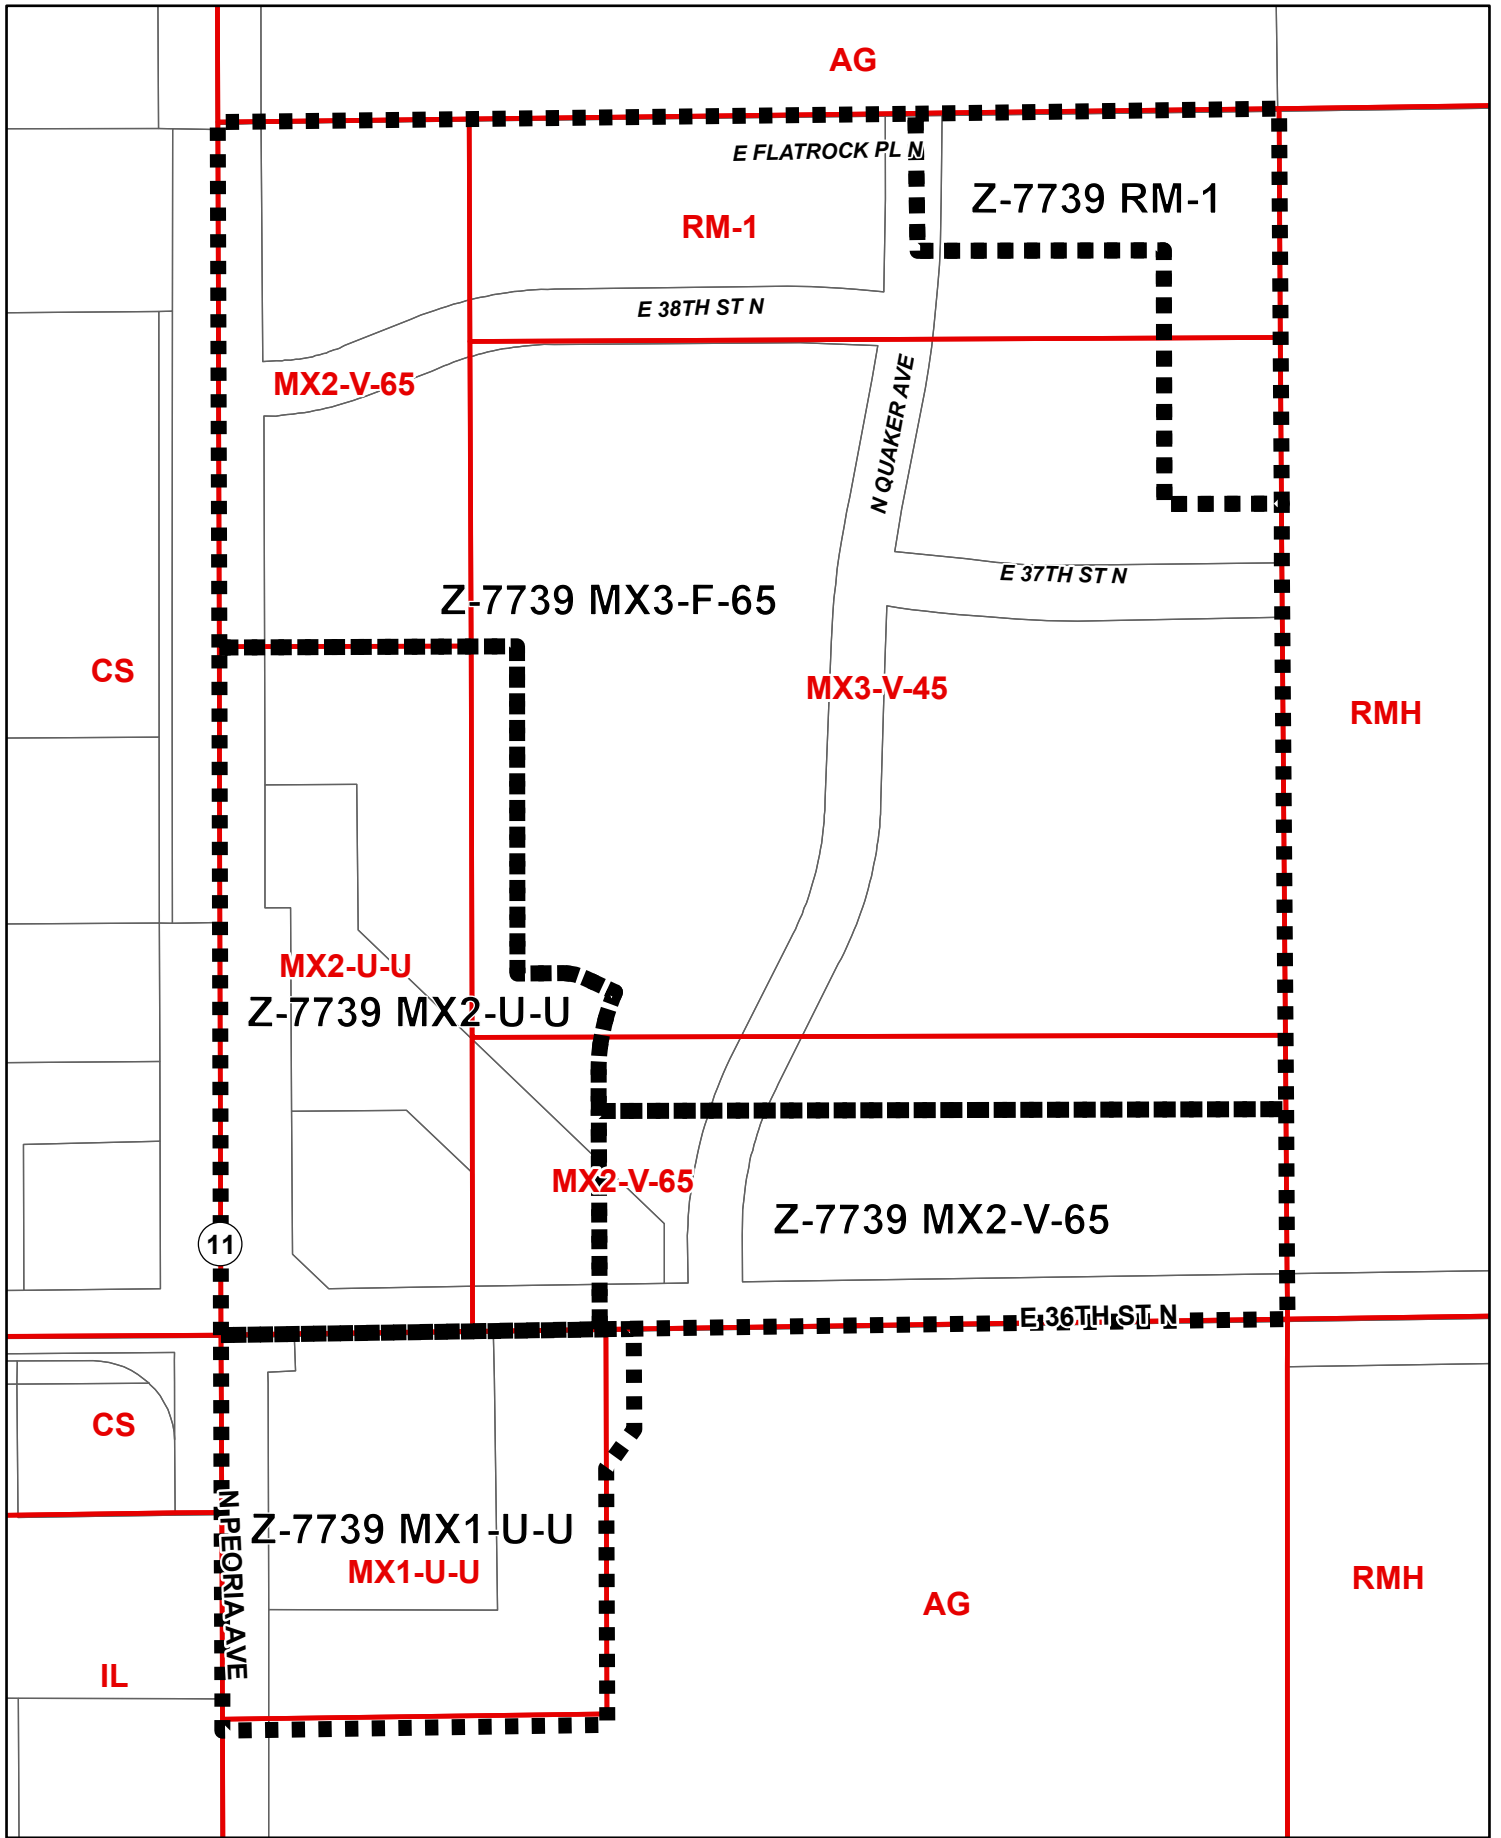 AG
E FLATROCK PL N
Z-7739 RM-1
RM-1
E 38TH ST N
MX2-V-65
N QUAKER AVE
E 37TH ST N
Z-7739 MX3-F-65
CS
MX3-V-45
RMH
MX2-U-U
Z-7739 MX2-U-U
MX2-V-65
Z-7739 MX2-V-65
11
E 36TH ST N
CS
N PEORIA AVE
Z-7739 MX1-U-U
MX1-U-U
RMH
AG
IL